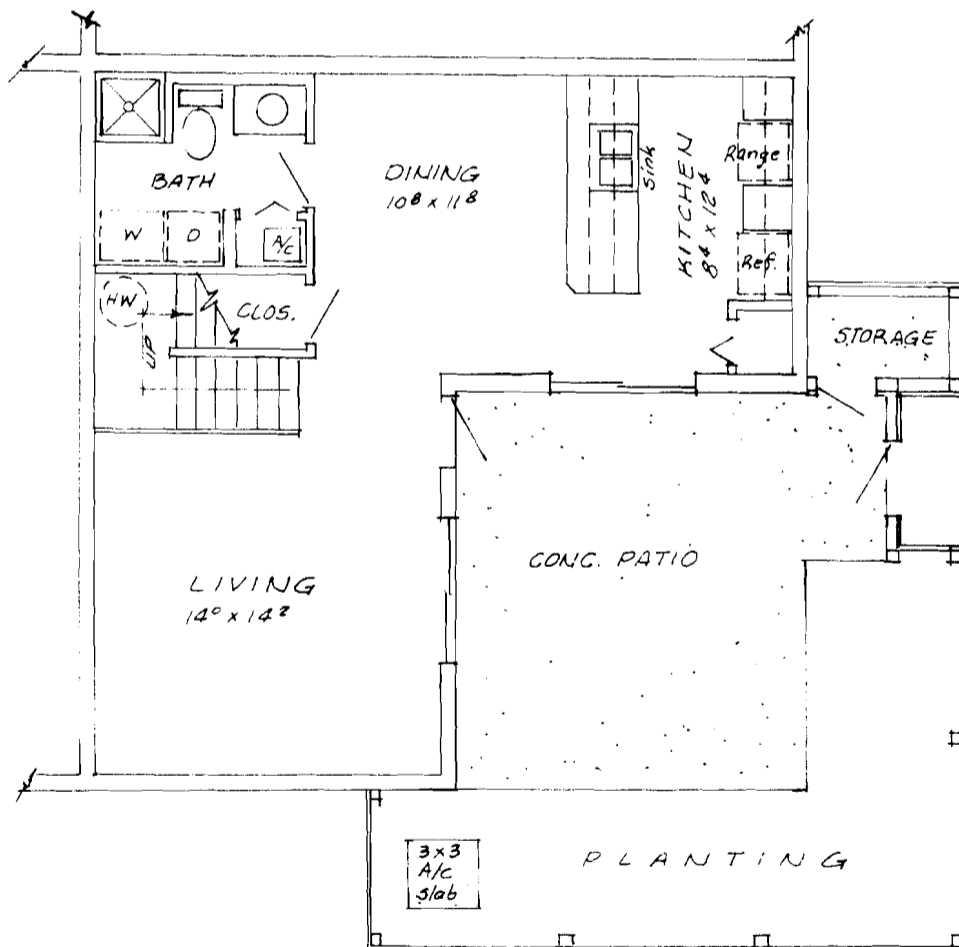 BATH
DINING
10⁸ x 11⁸
Sink
KITCHEN
8⁴ x 12⁴
Range
Ref.
W
D
A/C
HW
CLOS.
UP
STORAGE
LIVING
14⁰ x 14²
CONC. PATIO
3x3
A/C
Slab
PLANTING